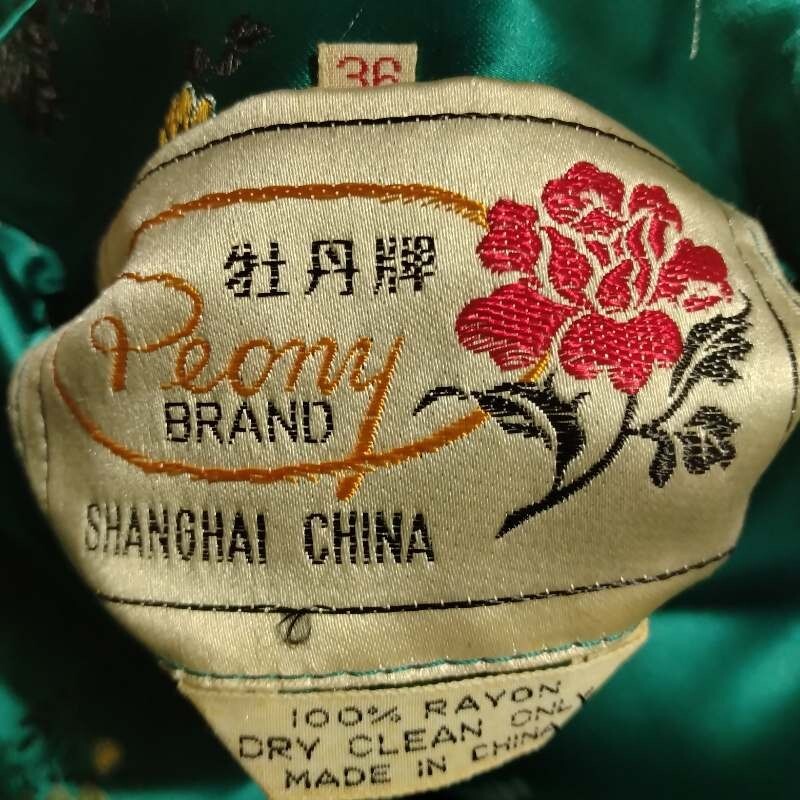 36
牡丹牌
Peony
BRAND
SHANGHAI CHINA
100% RAYON
DRY CLEAN ONLY
MADE IN CHINA